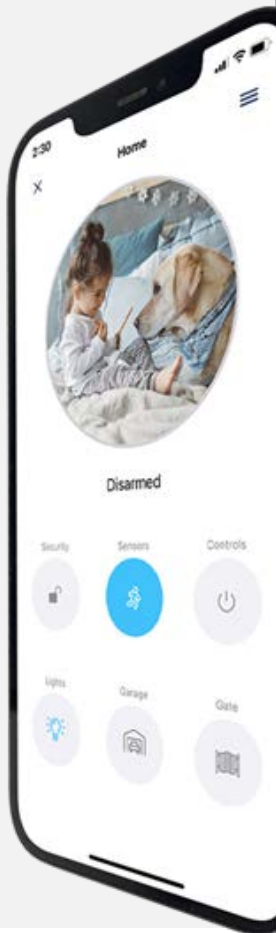 2:30
Home
Disarmed
Security
Sensors
Controls
Lights
Garage
Gate